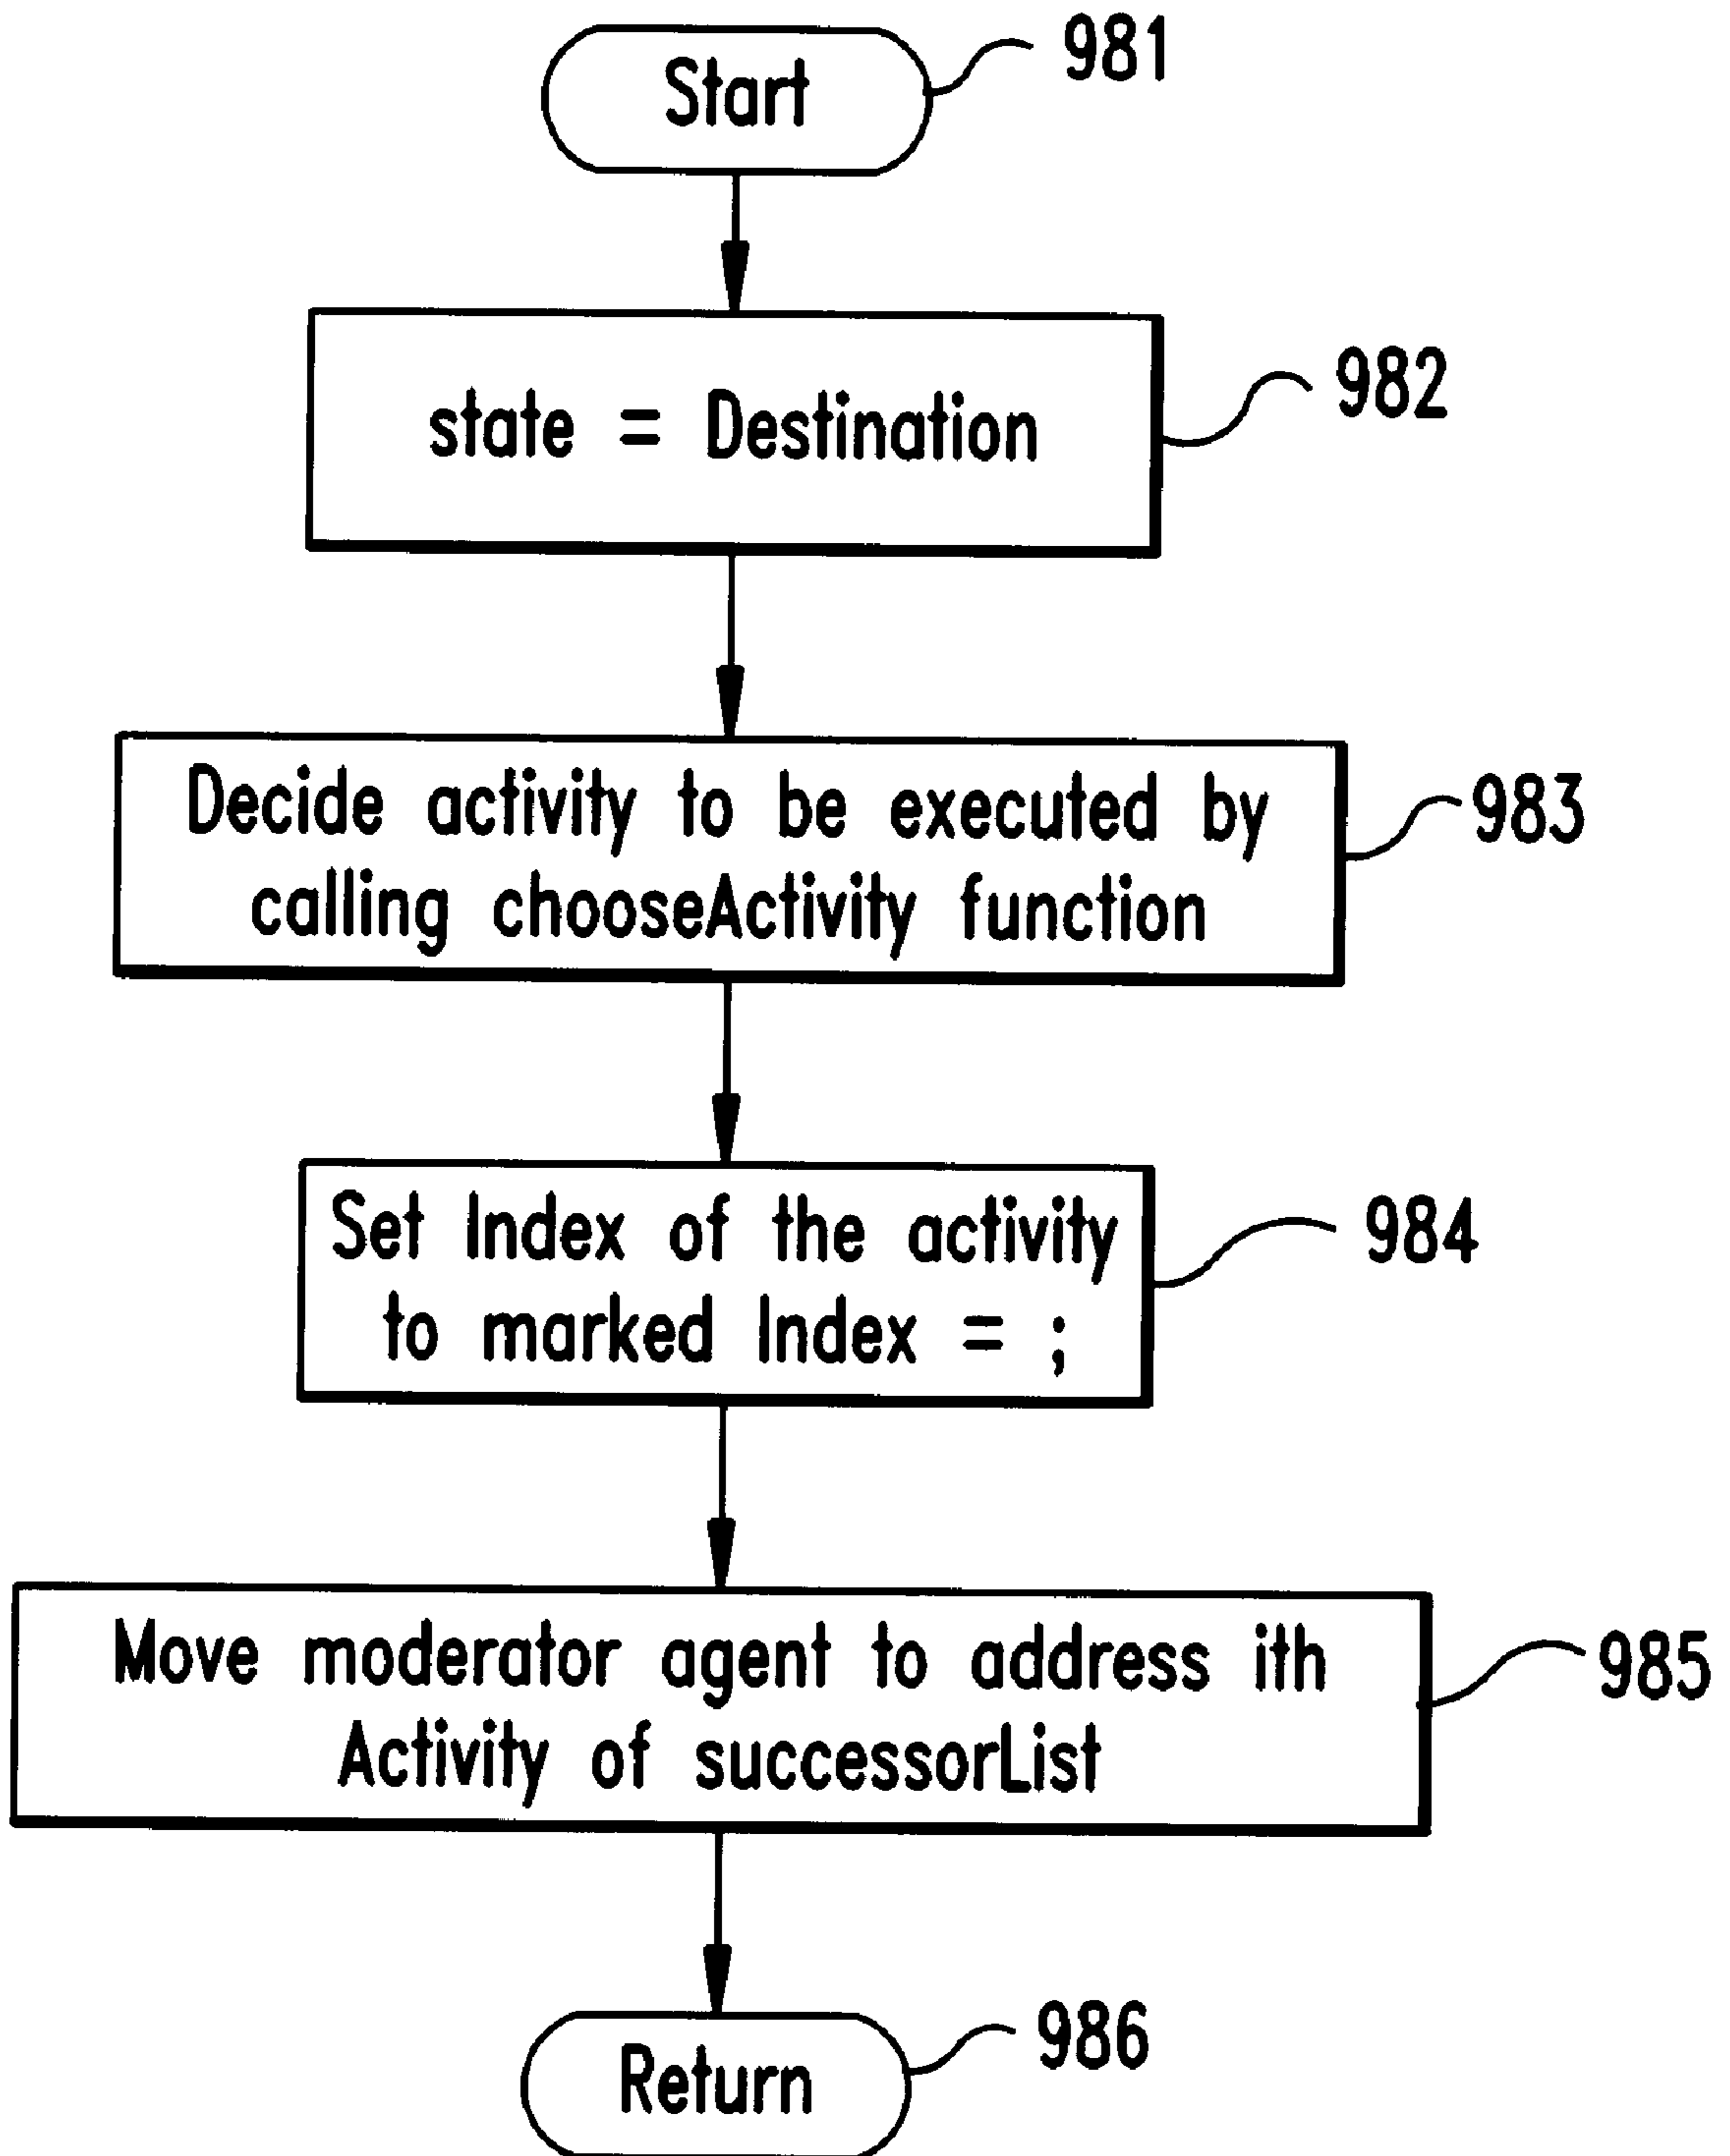 Start
981
state = Destination
982
Decide activity to be executed by
calling chooseActivity function
983
Set Index of the activity
to marked Index = ;
984
Move moderator agent to address ith
Activity of successorList
985
Return
986